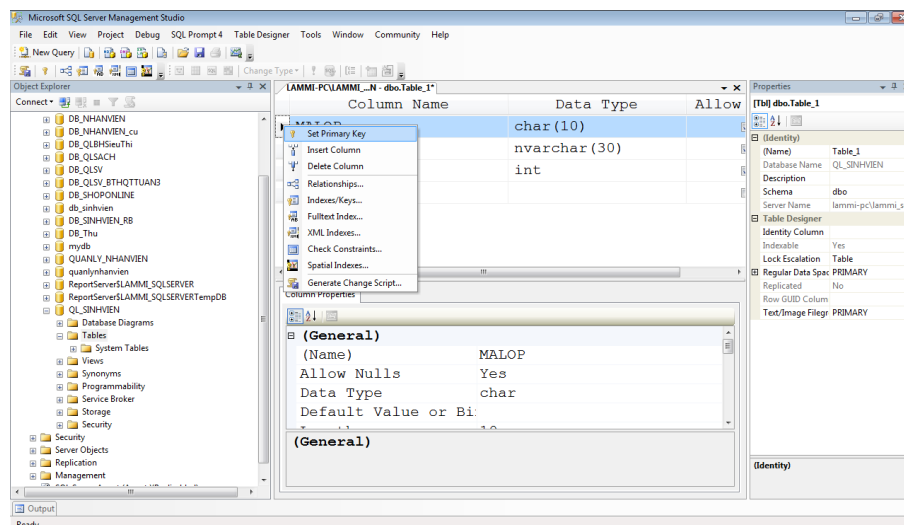 Microsoft SQL Server Management Studio
File Edit View Project Debug SQL Prompt 4 Table Designer Tools Window Community Help
New Query
Change Type
Object Explorer
Connect
DB_NHANVIEN
DB_NHANVIEN_cu
DB_QLBHSieuThi
DB_QLSACH
DB_QLSV
DB_QLSV_BTHQTTUAN3
DB_SHOPONLINE
db_sinhvien
DB_SINHVIEN_RB
DB_Thu
mydb
QUANLY_NHANVIEN
quanlynhanvien
ReportServer$LAMMI_SQLSERVER
ReportServer$LAMMI_SQLSERVERTempDB
QL_SINHVIEN
Database Diagrams
Tables
System Tables
Views
Synonyms
Programmability
Service Broker
Storage
Security
Security
Server Objects
Replication
Management
LAMMI-PC\LAMMI_...N - dbo.Table_1*
Column Name Data Type Allow
MALOP char(10)
nvarchar(30)
int
Set Primary Key
Insert Column
Delete Column
Relationships...
Indexes/Keys...
Fulltext Index...
XML Indexes...
Check Constraints...
Spatial Indexes...
Generate Change Script...
Column Properties
(General)
(Name) MALOP
Allow Nulls Yes
Data Type char
Default Value or Bi
(General)
Properties
[Tbl] dbo.Table_1
(Identity)
(Name) Table_1
Database Name QL_SINHVIEN
Description
Schema dbo
Server Name lammi-pc\lammi_s
Table Designer
Identity Column
Indexable Yes
Lock Escalation Table
Regular Data Spac PRIMARY
Replicated No
Row GUID Colum
Text/Image Filegr PRIMARY
(Identity)
Output
Ready